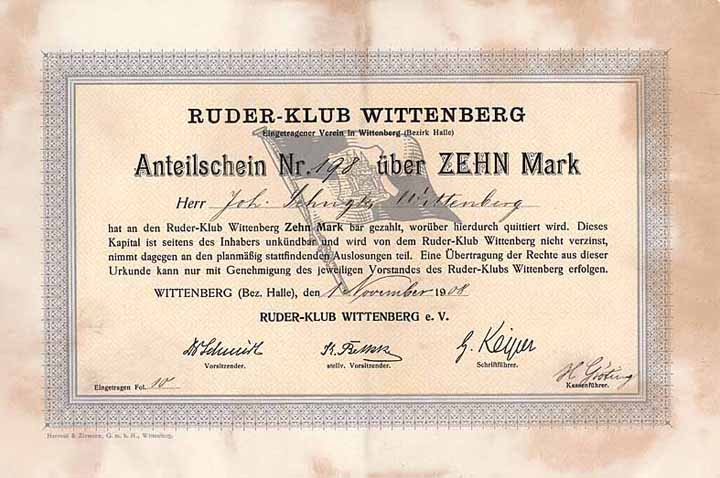 RUDER-KLUB WITTENBERG
Eingetragener Verein in Wittenberg (Bezirk Halle)
Anteilschein Nr. 198 über ZEHN Mark
Herr Joh. Wittenberg
hat an den Ruder-Klub Wittenberg Zehn Mark bar gezahlt, worüber hierdurch quittiert wird. Dieses
Kapital ist seitens des Inhabers unkündbar und wird von dem Ruder-Klub Wittenberg nicht verzinst,
nimmt dagegen an den planmäßig stattfindenden Auslosungen teil. Eine Übertragung der Rechte aus dieser
Urkunde kann nur mit Genehmigung des jeweiligen Vorstandes des Ruder-Klubs Wittenberg erfolgen.
WITTENBERG (Bez. Halle), den 1 November 1908
RUDER-KLUB WITTENBERG e. V.
Schmidt
Vorsitzender.
stellv. Vorsitzender.
G. Keyser
Schriftführer.
H.
Kassenführer.
Eingetragen Fol. 10
G. m. b. H., Wittenberg.